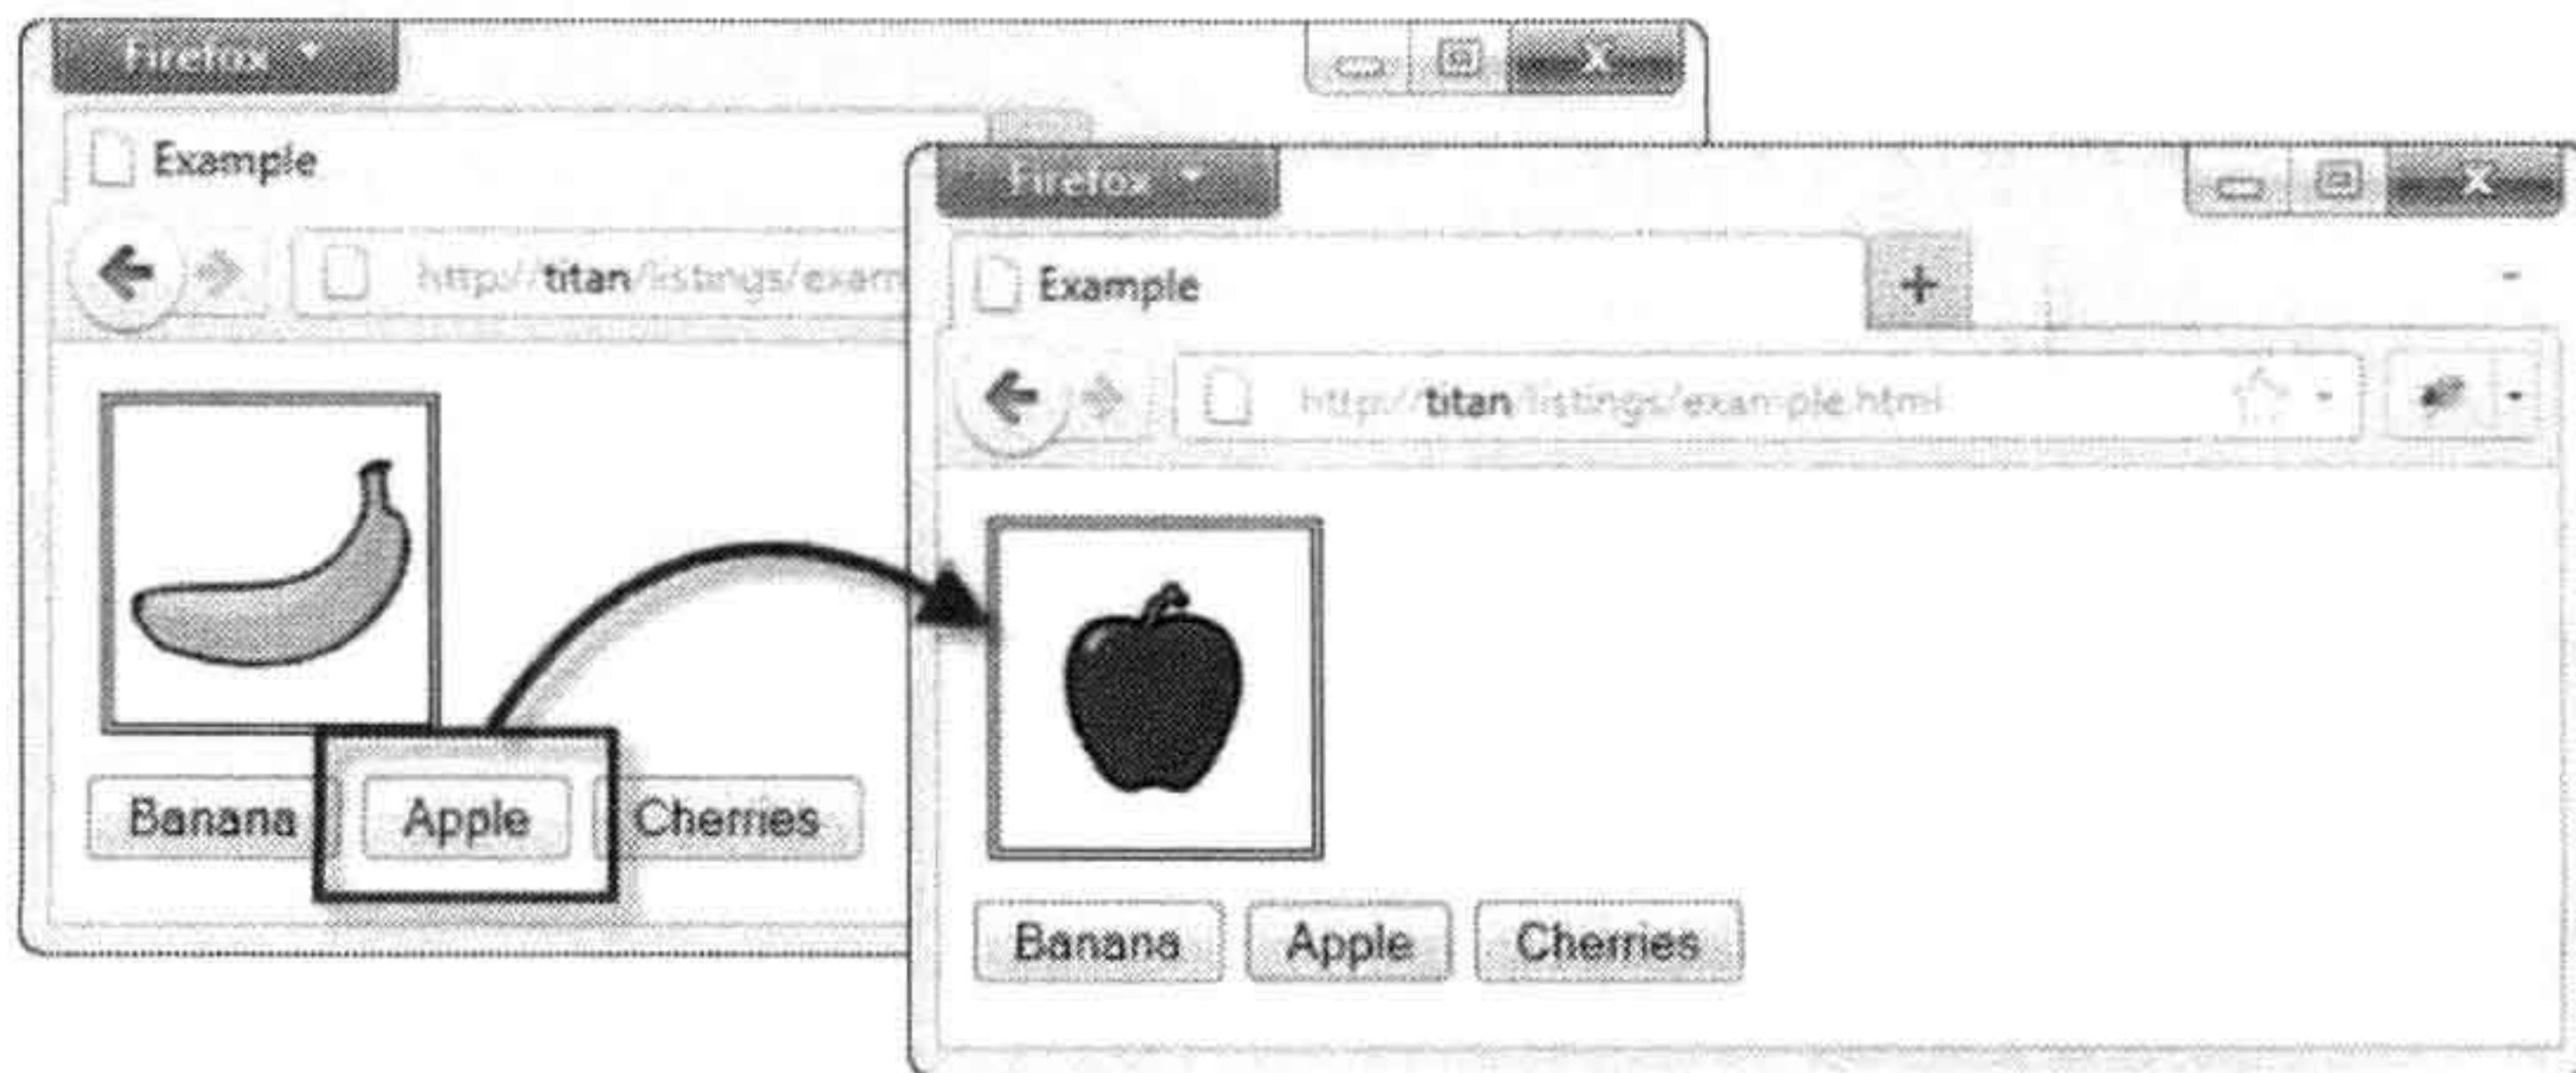 Firefox
Example
http://titan/listings/exam
Banana Apple Cherries
Firefox
Example
http://titan/listings/example.html
Banana Apple Cherries